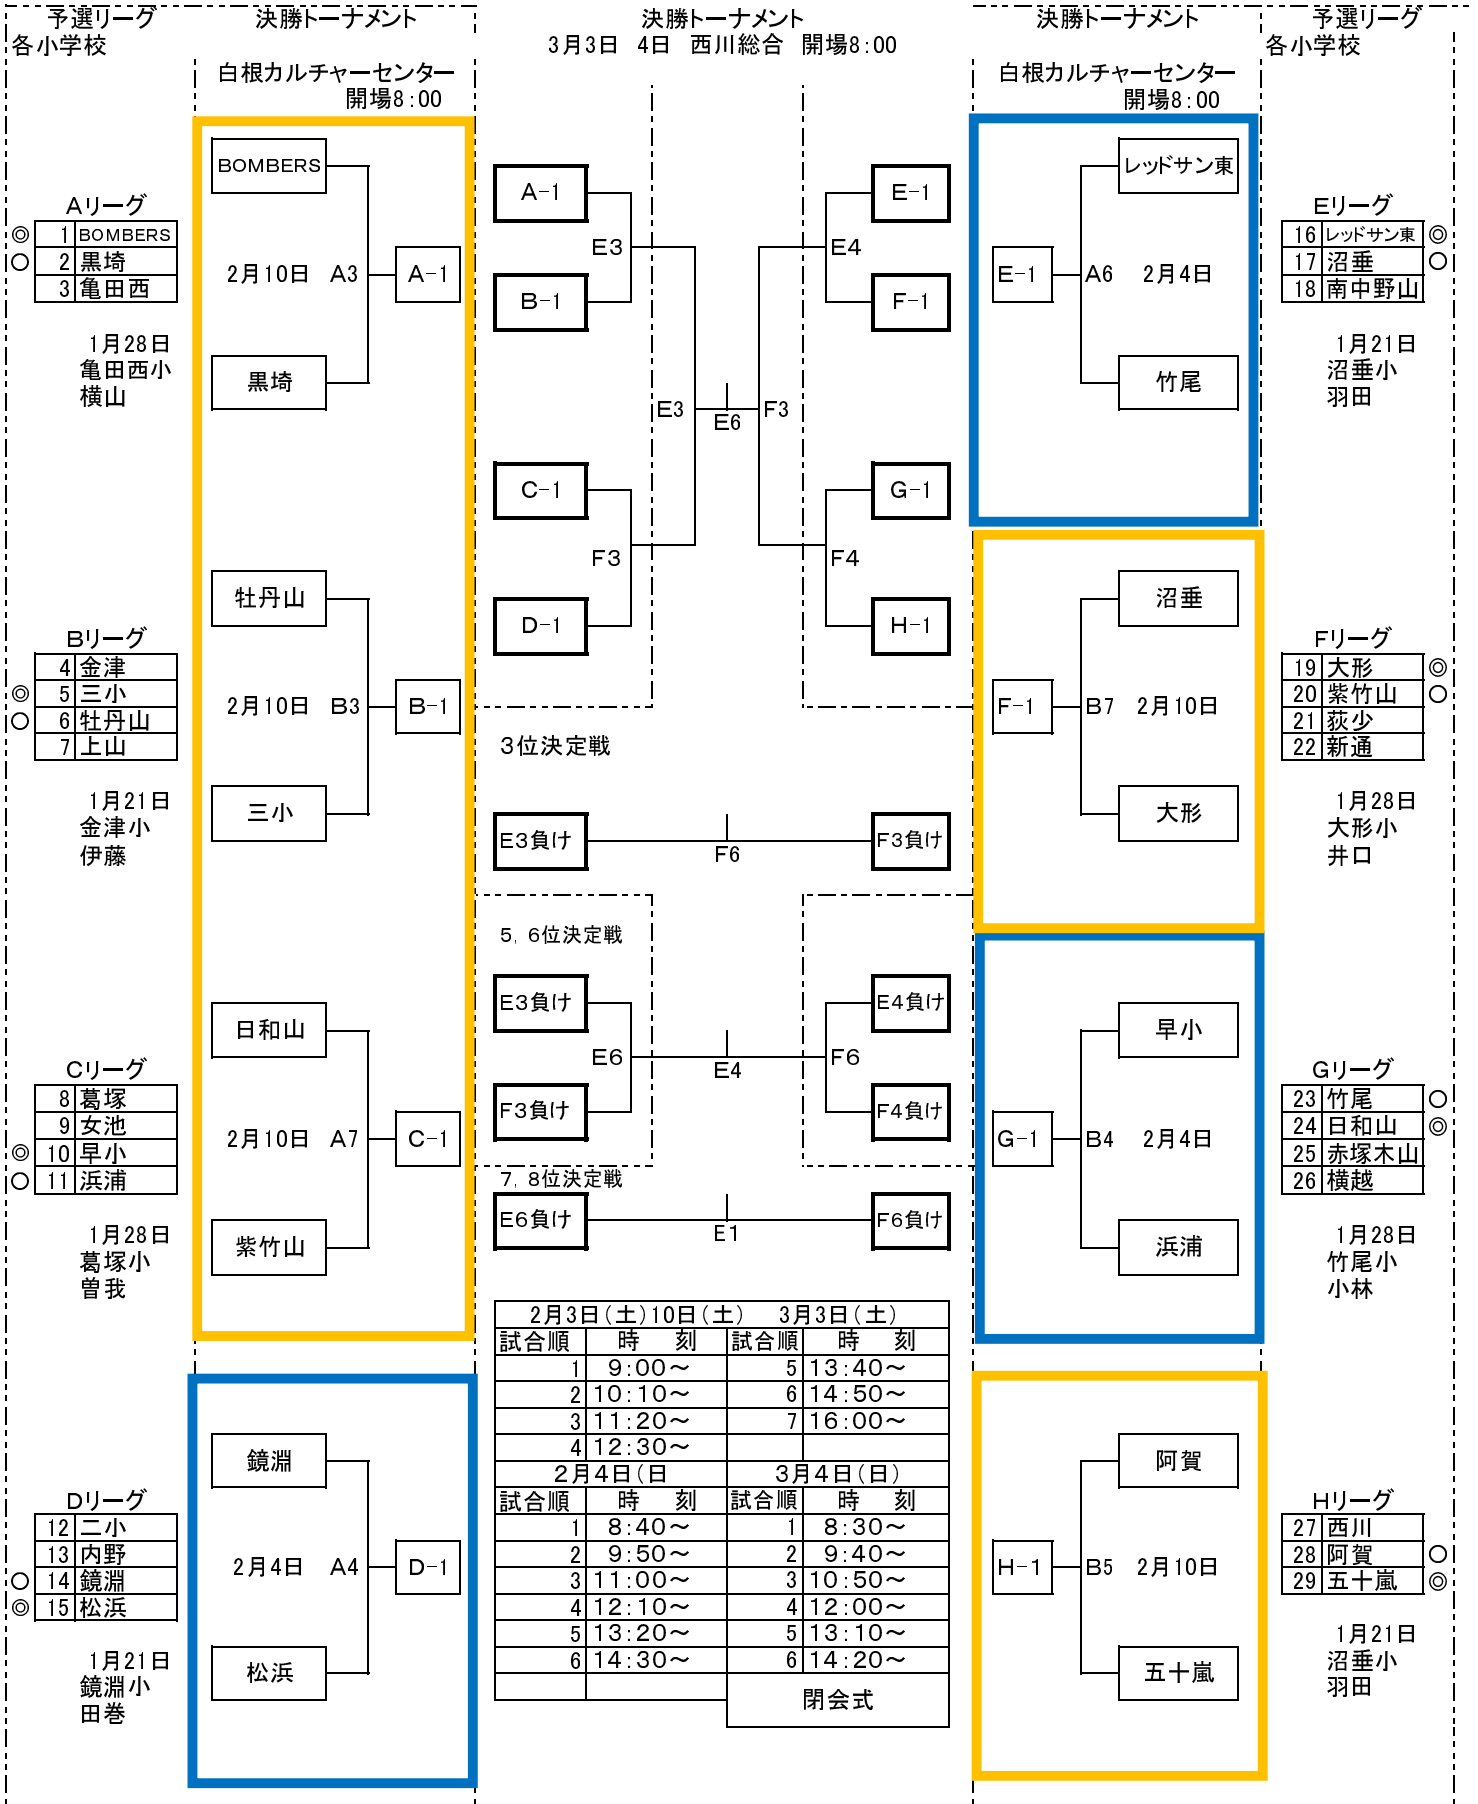 予選リーグ
各小学校
決勝トーナメント
白根カルチャーセンター
開場8:00
Aリーグ
◎ 1 BOMBERS
○ 2 黒埼
3 亀田西
1月28日
亀田西小
横山
Bリーグ
4 金津
◎ 5 三小
○ 6 牡丹山
7 上山
1月21日
金津小
伊藤
Cリーグ
8 葛塚
9 女池
◎ 10 早小
○ 11 浜浦
1月28日
葛塚小
曽我
Dリーグ
12 二小
13 内野
○ 14 鏡淵
◎ 15 松浜
1月21日
鏡淵小
田巻
BOMBERS
2月10日 A3 A-1
黒埼
牡丹山
2月10日 B3 B-1
三小
日和山
2月10日 A7 C-1
紫竹山
鏡淵
2月4日 A4 D-1
松浜
決勝トーナメント
3月3日 4日 西川総合 開場8:00
A-1
E3
B-1
C-1
F3
D-1
E3
E6
F3
E-1
E4
F-1
G-1
F4
H-1
3位決定戦
E3負け
F6
F3負け
5,6位決定戦
E3負け
E6
F3負け
E4
E4負け
F6
F4負け
7,8位決定戦
E6負け
E1
F6負け
2月3日(土)10日(土) 3月3日(土)
試合順 時 刻 試合順 時 刻
1 9:00～ 5 13:40～
2 10:10～ 6 14:50～
3 11:20～ 7 16:00～
4 12:30～
2月4日(日 3月4日(日)
試合順 時 刻 試合順 時 刻
1 8:40～ 1 8:30～
2 9:50～ 2 9:40～
3 11:00～ 3 10:50～
4 12:10～ 4 12:00～
5 13:20～ 5 13:10～
6 14:30～ 6 14:20～
閉会式
決勝トーナメント
白根カルチャーセンター
開場8:00
レッドサン東
E-1 A6 2月4日
竹尾
沼垂
F-1 B7 2月10日
大形
早小
G-1 B4 2月4日
浜浦
阿賀
H-1 B5 2月10日
五十嵐
予選リーグ
各小学校
Eリーグ
16 レッドサン東 ◎
17 沼垂 ○
18 南中野山
1月21日
沼垂小
羽田
Fリーグ
19 大形 ◎
20 紫竹山 ○
21 荻少
22 新通
1月28日
大形小
井口
Gリーグ
23 竹尾 ○
24 日和山 ◎
25 赤塚木山
26 横越
1月28日
竹尾小
小林
Hリーグ
27 西川
28 阿賀 ○
29 五十嵐 ◎
1月21日
沼垂小
羽田